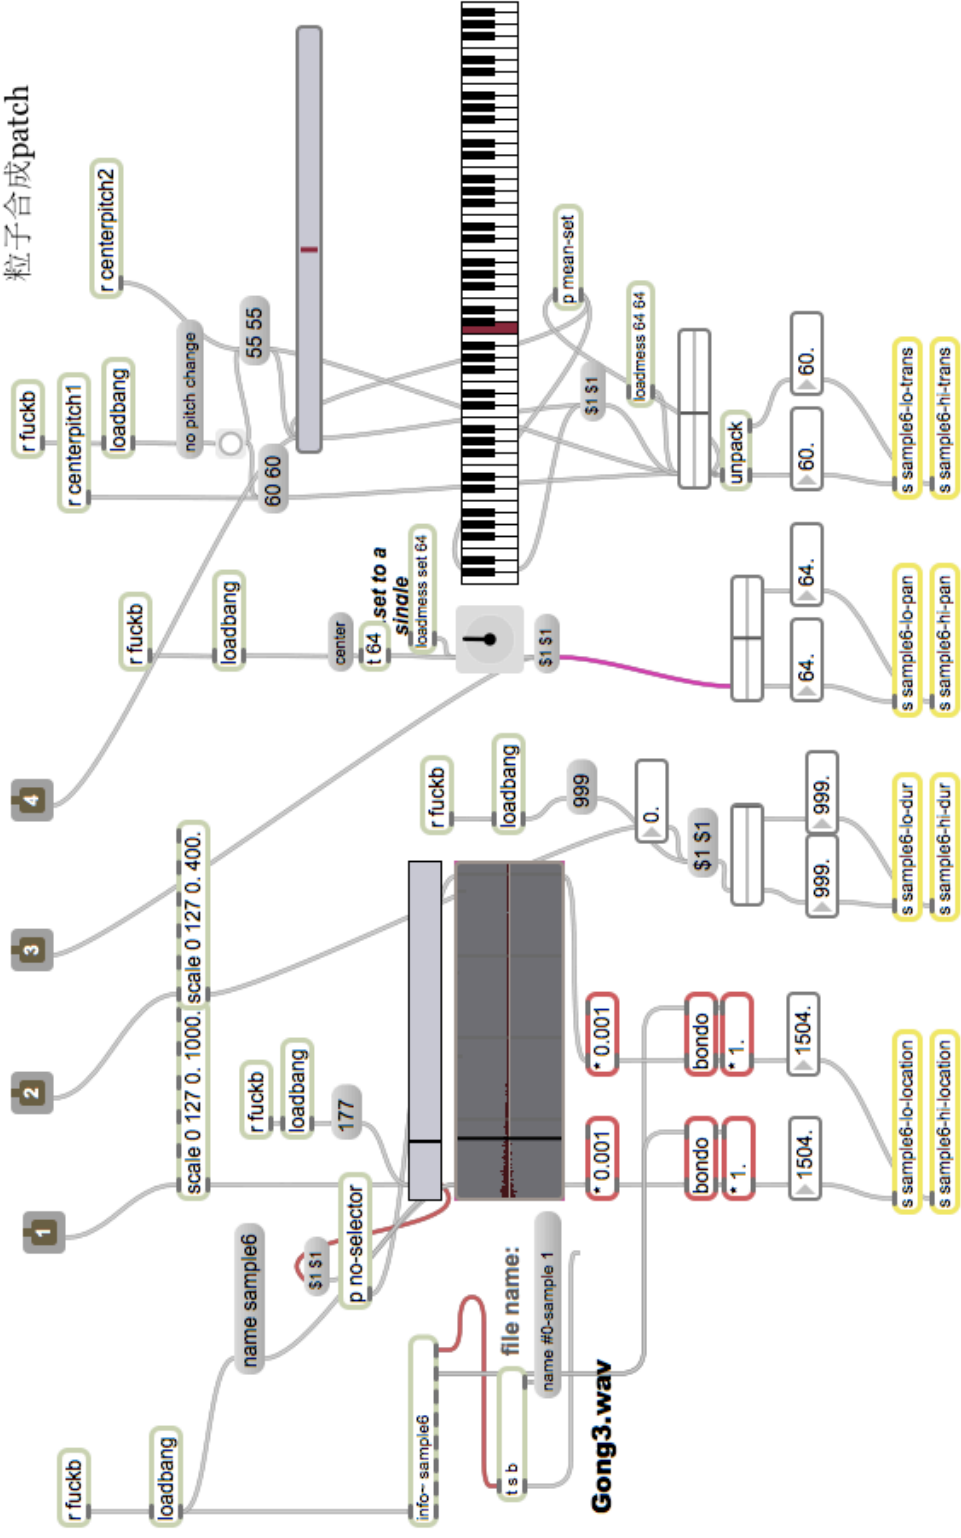 粒子合成patch
r fuckb
1
2
3
4
r fuckb
r centerpitch1
r centerpitch2
loadbang
r fuckb
loadbang
scale 0 127 0. 1000.
scale 0 127 0. 400.
no pitch change
loadbang
name sample6
r fuckb
55 55
60 60
loadbang
$1 $1
177
center
p no-selector
t 64
.set to a
single
info~ sample6
loadmess set 64
r fuckb
t s b
file name:
loadbang
name #0-sample 1
$1 $1
p mean-set
999
Gong3.wav
* 0.001
* 0.001
$1 $1
0.
loadmess 64 64
bondo
bondo
$1 $1
* 1.
* 1.
unpack
1504.
1504.
999.
999.
64.
64.
60.
60.
s sample6-lo-location
s sample6-lo-dur
s sample6-lo-pan
s sample6-lo-trans
s sample6-hi-location
s sample6-hi-dur
s sample6-hi-pan
s sample6-hi-trans